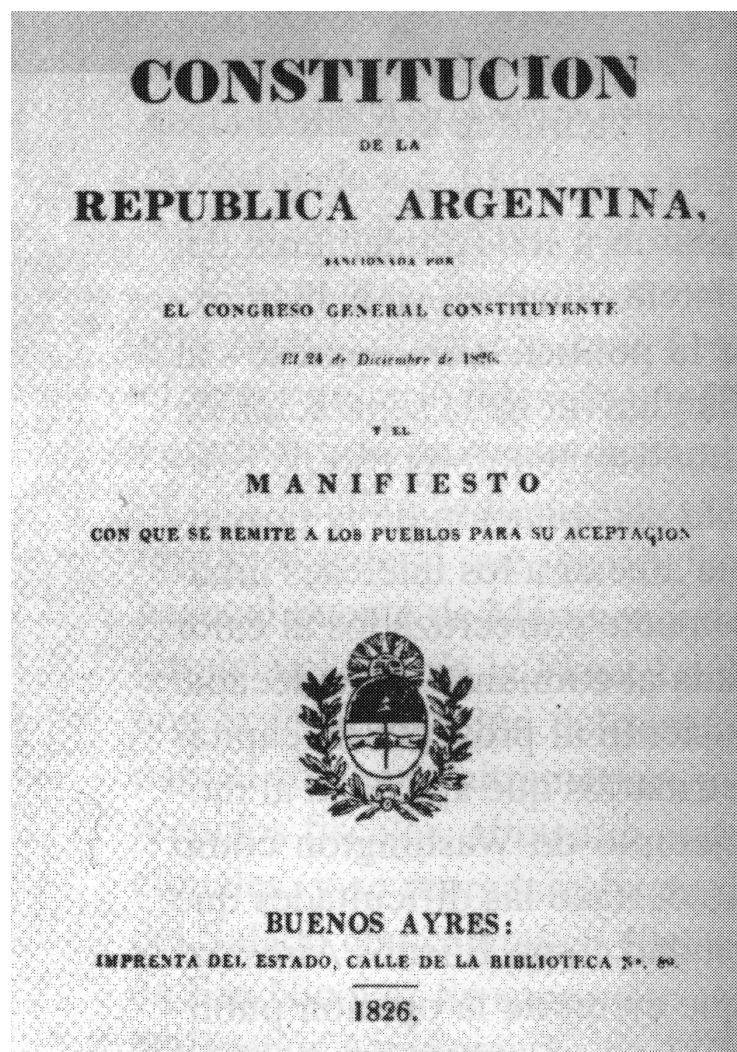 CONSTITUCION
DE LA
REPUBLICA ARGENTINA,
SANCIONADA POR
EL CONGRESO GENERAL CONSTITUYENTE
El 24 de Diciembre de 1826.
Y EL
MANIFIESTO
CON QUE SE REMITE A LOS PUEBLOS PARA SU ACEPTACION
BUENOS AYRES:
IMPRENTA DEL ESTADO, CALLE DE LA BIBLIOTECA Nº.
1826.